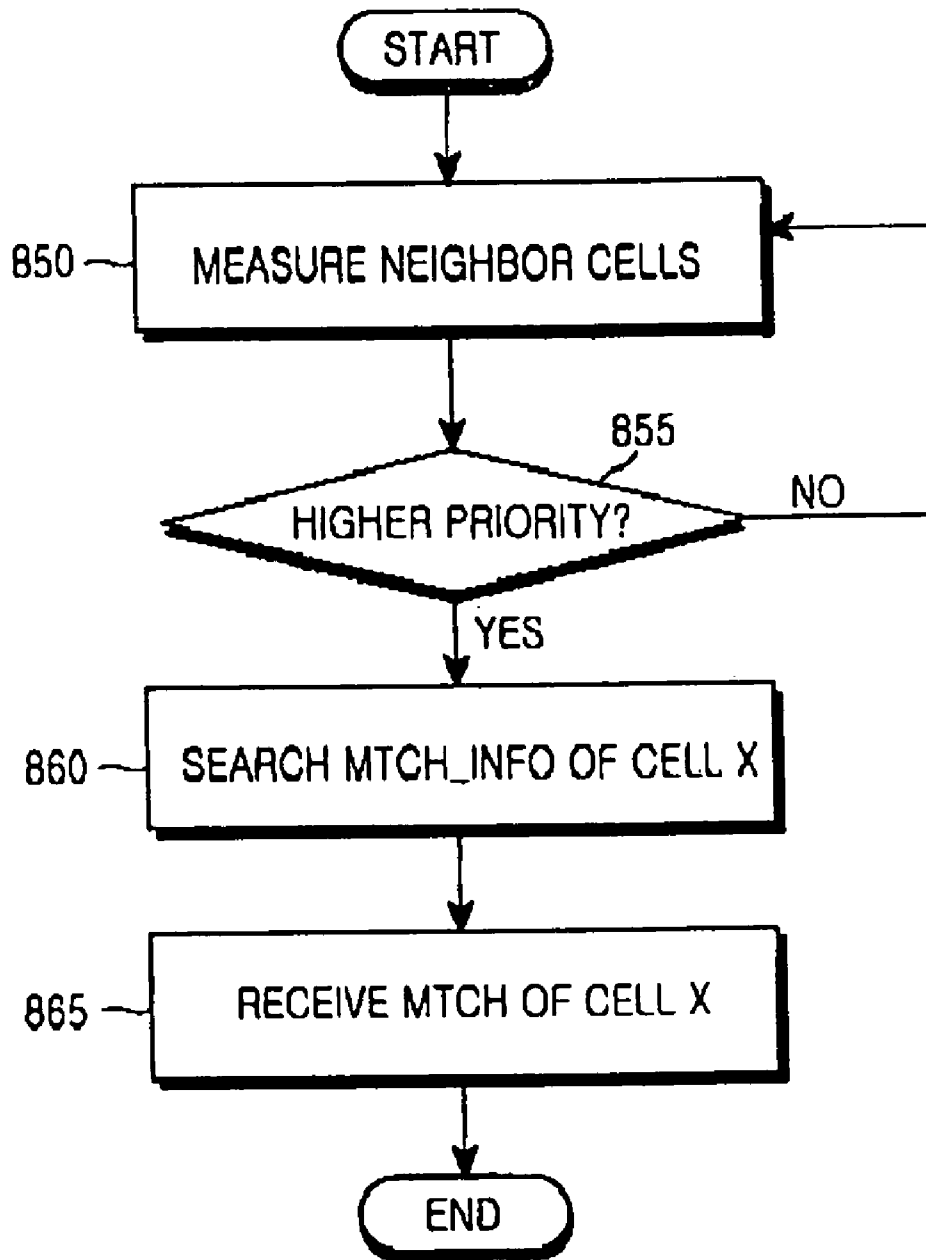 START
850
MEASURE NEIGHBOR CELLS
855
HIGHER PRIORITY?
NO
YES
860
SEARCH MTCH_INFO OF CELL X
865
RECEIVE MTCH OF CELL X
END